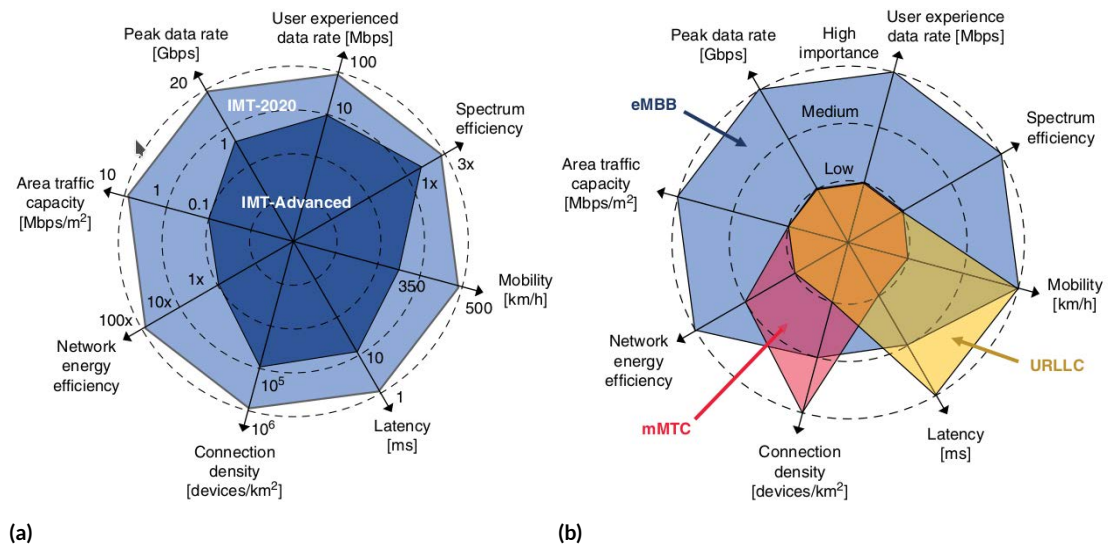 Peak data rate
[Gbps]
User experienced
data rate [Mbps]
20
100
IMT-2020
10
Spectrum
efficiency
1
3x
1x
Area traffic
capacity
[Mbps/m²]
10
1
0.1
IMT-Advanced
Mobility
[km/h]
350
500
1x
10x
100x
Network
energy
efficiency
10
1
10⁵
10⁶
Latency
[ms]
Connection
density
[devices/km²]
(a)
Peak data rate
[Gbps]
High
importance
User experience
data rate [Mbps]
eMBB
Medium
Spectrum
efficiency
Low
Area traffic
capacity
[Mbps/m²]
Mobility
[km/h]
Network
energy
efficiency
URLLC
mMTC
Latency
[ms]
Connection
density
[devices/km²]
(b)